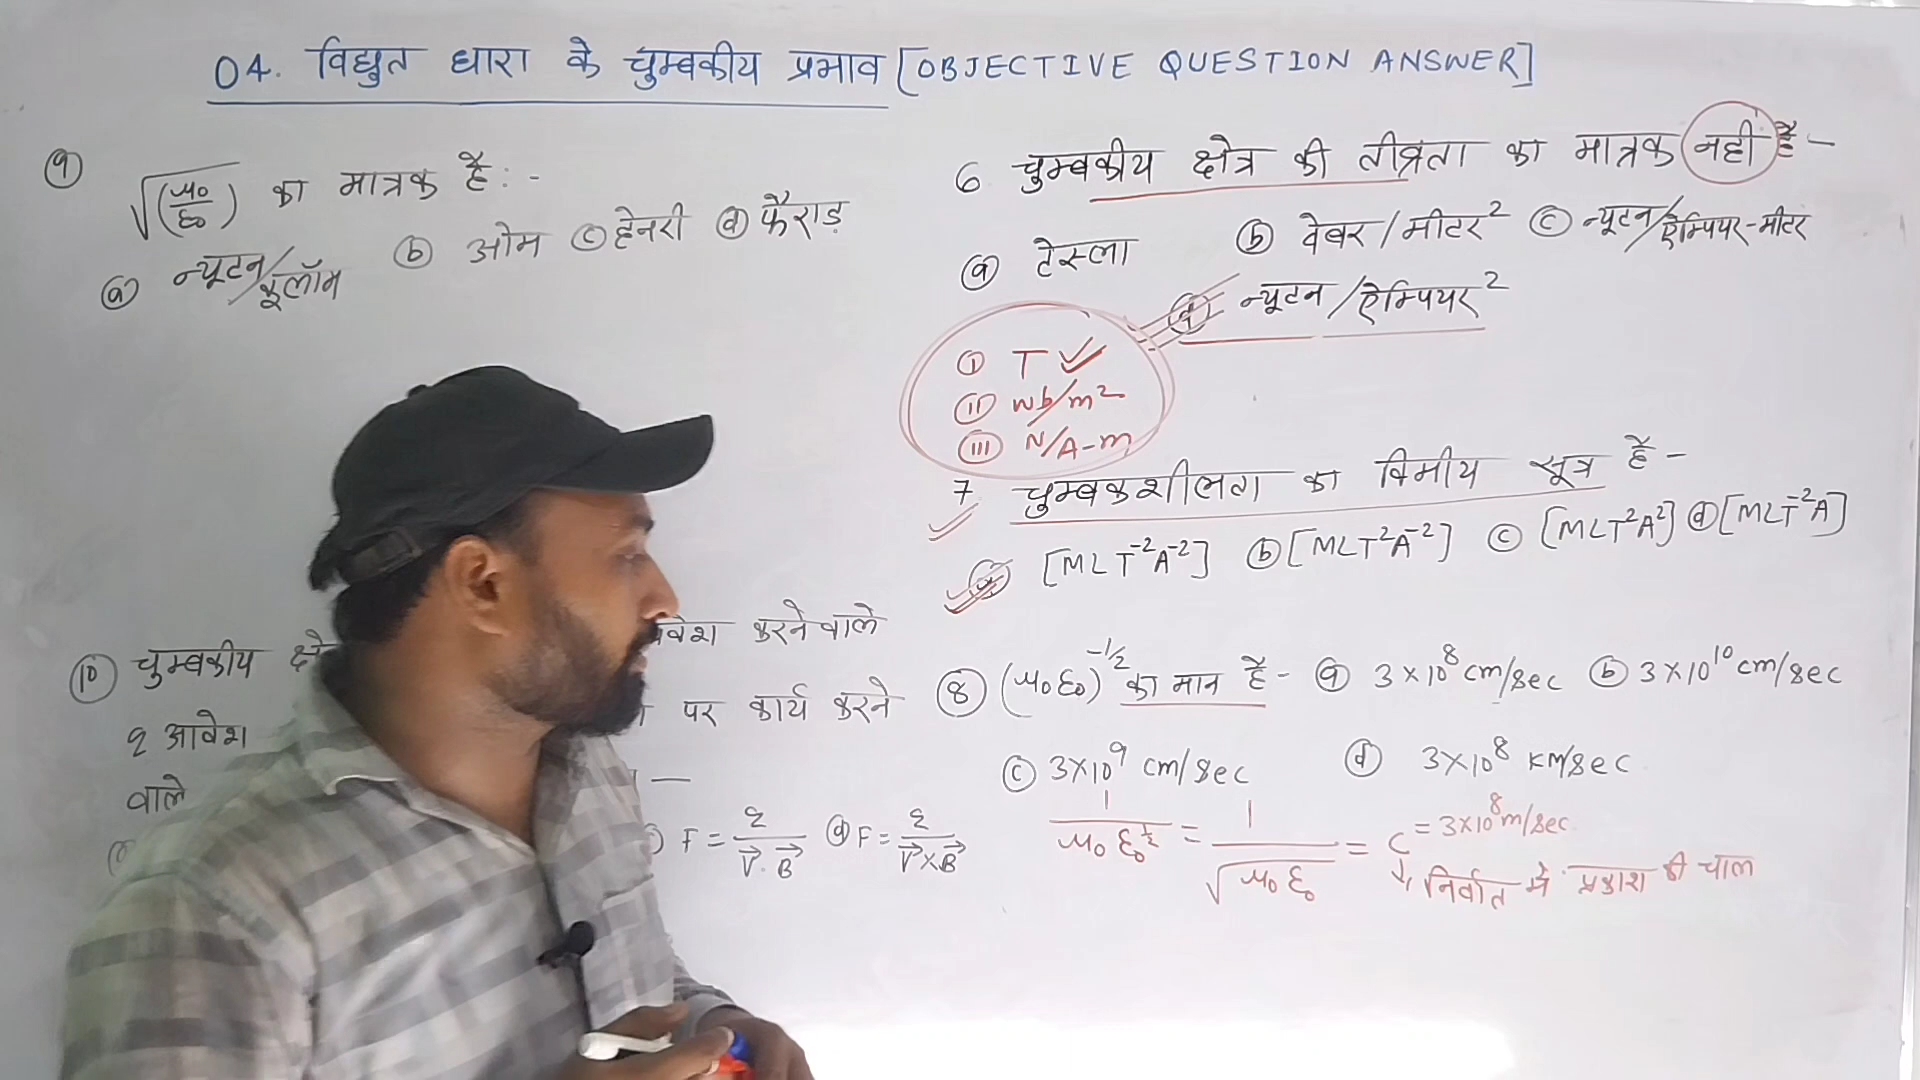 04. विद्युत धारा के चुम्बकीय प्रभाव [OBJECTIVE QUESTION ANSWER]
9 √(μ₀/ε₀) का मात्रक है:-
(a) न्यूटन/कूलॉम (b) ओम (c) हेनरी (d) फैराड़
10 चुम्बकीय करने वाले
q आवेश पर कार्य करने
वाले —
F = q/(V⃗.B⃗) (d) F = q/(V⃗×B⃗)
6 चुम्बकीय क्षेत्र की तीव्रता का मात्रक नही है –
(a) टेस्ला (b) वेबर/मीटर² (c) न्यूटन/ऐम्पियर-मीटर
(d) न्यूटन/ऐम्पियर²
(i) T ✓
(ii) wb/m²
(iii) N/A-m
7 चुम्बकशीलता का विमीय सूत्र है –
(a) [MLT⁻²A⁻²] (b) [MLT²A⁻²] (c) [MLT²A²] (d) [MLT⁻²A]
8 (μ₀ε₀)^-1/2 का मान है- (a) 3×10⁸ cm/sec (b) 3×10¹⁰ cm/sec
(c) 3×10⁹ cm/sec (d) 3×10⁸ KM/sec
1/μ₀ε₀^½ = 1/√μ₀ε₀ = C = 3×10⁸ m/sec
↳ निर्वात मे प्रकाश की चाल